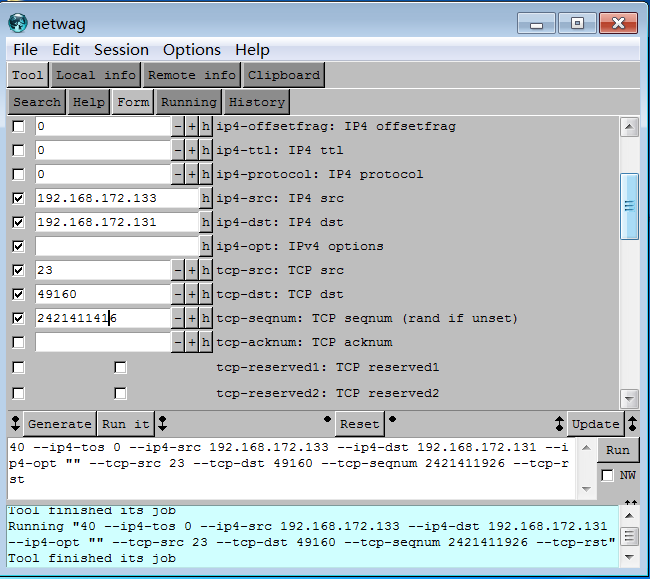 netwag
File Edit Session Options Help
Tool Local info Remote info Clipboard
Search Help Form Running History
0 - + h ip4-offsetfrag: IP4 offsetfrag
0 - + h ip4-ttl: IP4 ttl
0 - + h ip4-protocol: IP4 protocol
192.168.172.133 h ip4-src: IP4 src
192.168.172.131 h ip4-dst: IP4 dst
h ip4-opt: IPv4 options
23 - + h tcp-src: TCP src
49160 - + h tcp-dst: TCP dst
2421411416 - + h tcp-seqnum: TCP seqnum (rand if unset)
- + h tcp-acknum: TCP acknum
tcp-reserved1: TCP reserved1
tcp-reserved2: TCP reserved2
Generate Run it Reset Update
40 --ip4-tos 0 --ip4-src 192.168.172.133 --ip4-dst 192.168.172.131 --i
p4-opt "" --tcp-src 23 --tcp-dst 49160 --tcp-seqnum 2421411926 --tcp-r
st
Run
NW
Tool finished its job
Running "40 --ip4-tos 0 --ip4-src 192.168.172.133 --ip4-dst 192.168.172.131
--ip4-opt "" --tcp-src 23 --tcp-dst 49160 --tcp-seqnum 2421411926 --tcp-rst"
Tool finished its job